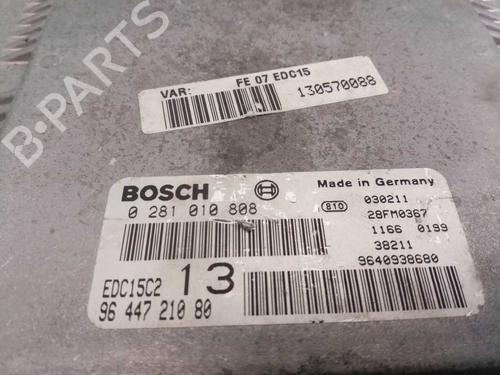 FE 07 EDC15
VAR:
130570088
B-PARTS
BOSCH
Made in Germany
0 281 010 808
810
030211
28FM0367
1166 0199
38211
9640938680
EDC15C2
13
96 447 210 80